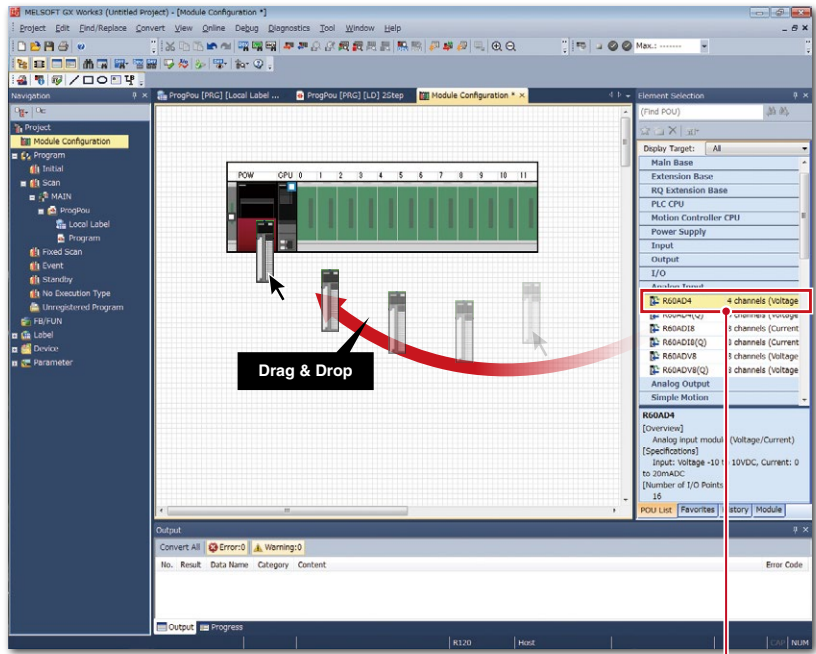 MELSOFT GX Works3 (Untitled Project) - [Module Configuration *]
Project Edit Find/Replace Convert View Online Debug Diagnostics Tool Window Help
Max.: -------
Navigation
ProgPou [PRG] [Local Label ...
ProgPou [PRG] [LD] 2Step
Module Configuration *
Element Selection
(Find POU)
Display Target: All
Project
Module Configuration
Program
Initial
Scan
MAIN
ProgPou
Local Label
Program
Fixed Scan
Event
Standby
No Execution Type
Unregistered Program
FB/FUN
Label
Device
Parameter
POW CPU 0 1 2 3 4 5 6 7 8 9 10 11
Drag & Drop
Main Base
Extension Base
RQ Extension Base
PLC CPU
Motion Controller CPU
Power Supply
Input
Output
I/O
Analog Input
R60AD4 4 channels (Voltage
R60AD4(Q) channels (Voltage
R60ADI8 8 channels (Current
R60ADI8(Q) 8 channels (Current
R60ADV8 8 channels (Voltage
R60ADV8(Q) 8 channels (Voltage
Analog Output
Simple Motion
R60AD4
[Overview]
Analog input module (Voltage/Current)
[Specifications]
Input: Voltage -10 to 10VDC, Current: 0
to 20mADC
[Number of I/O Points]
16
POU List Favorites History Module
Output
Convert All Error:0 Warning:0
No. Result Data Name Category Content Error Code
Output Progress
R120 Host CAP NUM